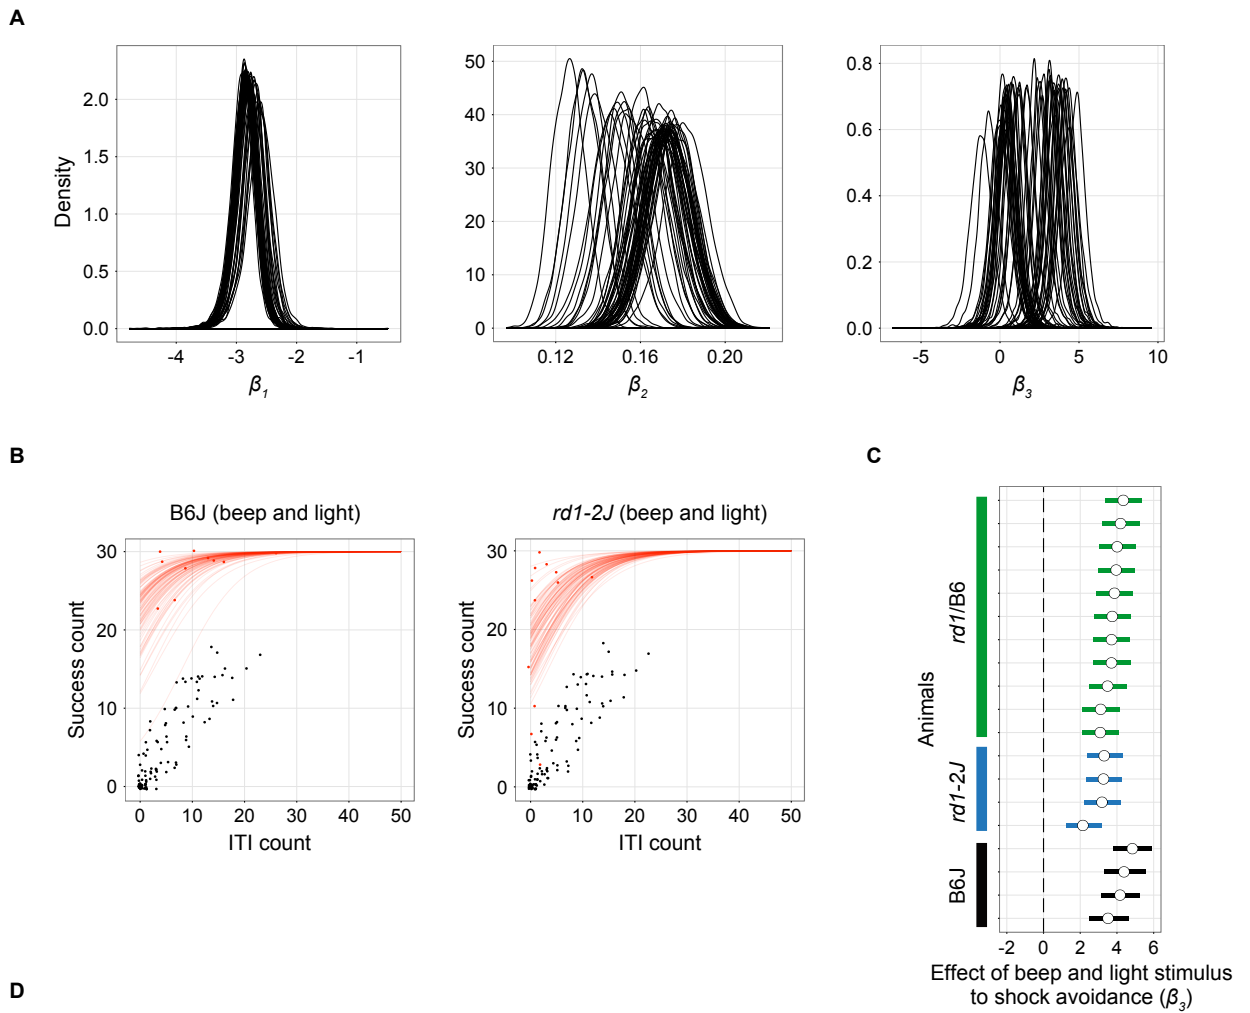 A
Density
2.0
1.5
1.0
0.5
0.0
-4 -3 -2 -1
β1
50
40
30
20
10
0
0.12 0.16 0.20
β2
0.8
0.6
0.4
0.2
0.0
-5 0 5 10
β3
B
B6J (beep and light)
Success count
30
20
10
0
0 10 20 30 40 50
ITI count
rd1-2J (beep and light)
Success count
30
20
10
0
0 10 20 30 40 50
ITI count
C
Animals
rd1/B6
rd1-2J
B6J
-2 0 2 4 6
Effect of beep and light stimulus
to shock avoidance (β3)
D